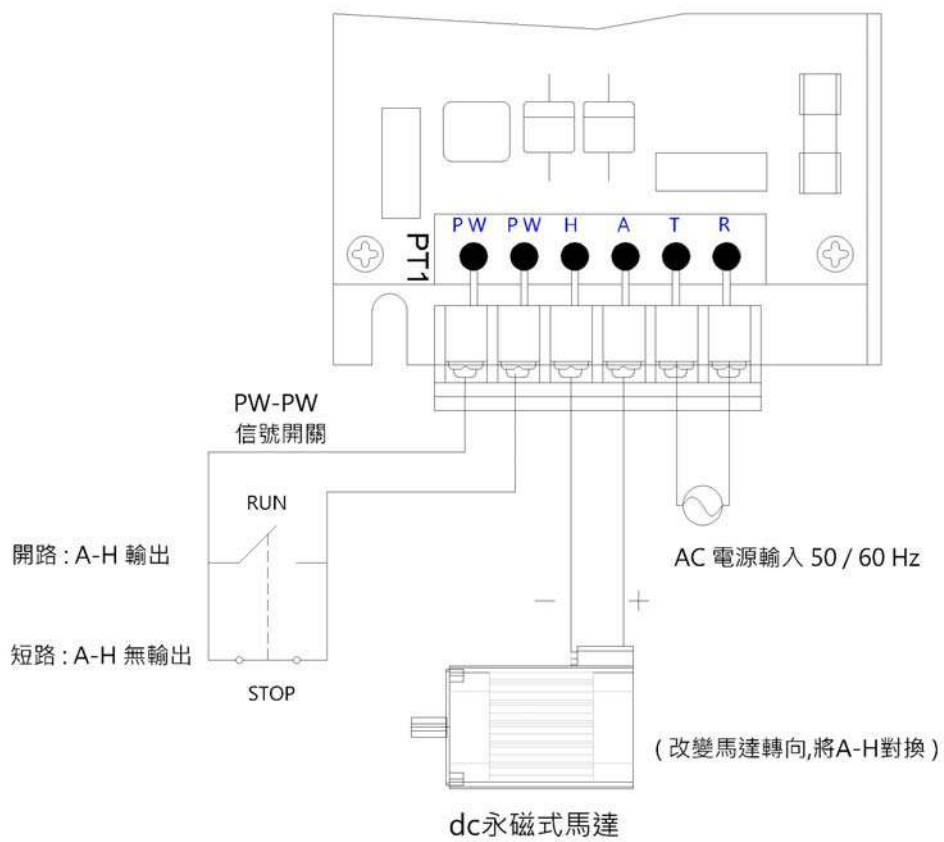 PW PW H A T R
PT1
PW-PW
信號開關
RUN
開路 : A-H 輸出
AC 電源輸入 50 / 60 Hz
— +
短路 : A-H 無輸出
STOP
( 改變馬達轉向,將A-H對換 )
dc永磁式馬達